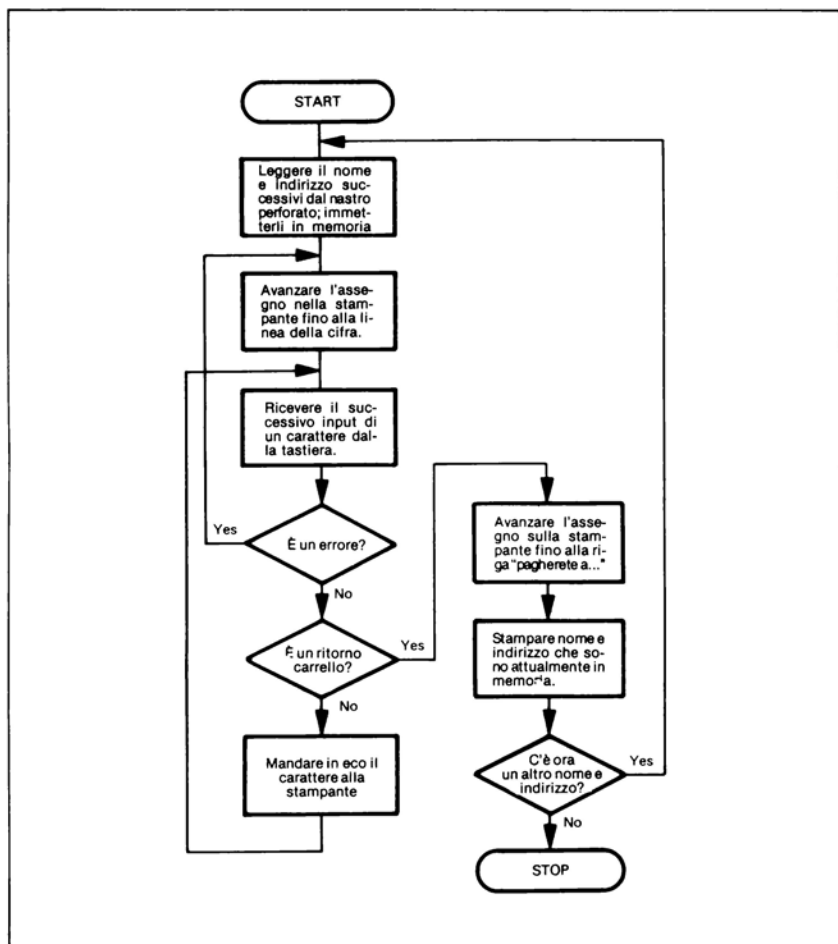 START
Leggere il nome
e Indirizzo suc-
cessivi dal nastro
perforato; immet-
terli in memoria
Avanzare l'asse-
gno nella stam-
pante fino alla li-
nea della cifra.
Ricevere il suc-
cessivo input di
un carattere dal-
la tastiera.
Yes
È un errore?
No
È un ritorno
carrello?
Yes
No
Mandare in eco il
carattere alla
stampante
Avanzare l'asse-
gno sulla stam-
pante fino alla ri-
ga "pagherete a..."
Stampare nome e
indirizzo che so-
no attualmente in
memoria.
C'è ora
un altro nome e
indirizzo?
Yes
No
STOP